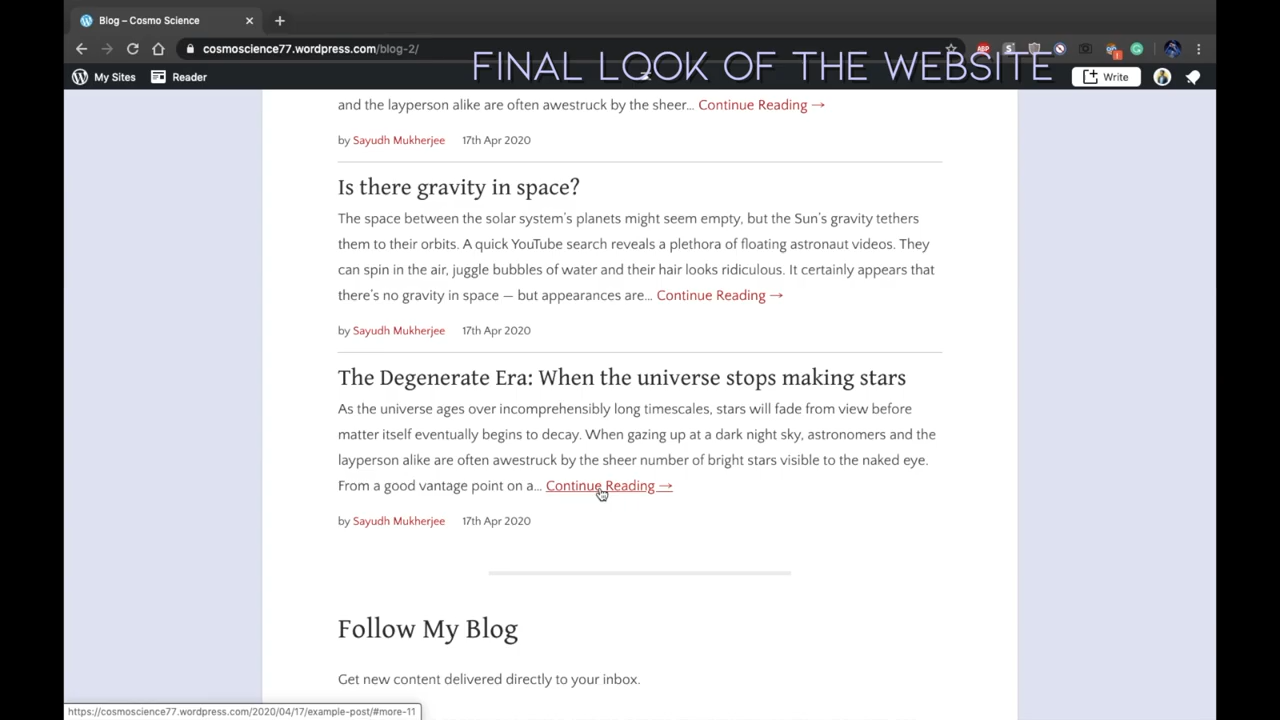 Blog – Cosmo Science
cosmoscience77.wordpress.com/blog-2/
FINAL LOOK OF THE WEBSITE
My Sites Reader Write
and the layperson alike are often awestruck by the sheer… Continue Reading →
by Sayudh Mukherjee 17th Apr 2020
Is there gravity in space?
The space between the solar system’s planets might seem empty, but the Sun’s gravity tethers
them to their orbits. A quick YouTube search reveals a plethora of floating astronaut videos. They
can spin in the air, juggle bubbles of water and their hair looks ridiculous. It certainly appears that
there’s no gravity in space — but appearances are… Continue Reading →
by Sayudh Mukherjee 17th Apr 2020
The Degenerate Era: When the universe stops making stars
As the universe ages over incomprehensibly long timescales, stars will fade from view before
matter itself eventually begins to decay. When gazing up at a dark night sky, astronomers and the
layperson alike are often awestruck by the sheer number of bright stars visible to the naked eye.
From a good vantage point on a… Continue Reading →
by Sayudh Mukherjee 17th Apr 2020
Follow My Blog
Get new content delivered directly to your inbox.
https://cosmoscience77.wordpress.com/2020/04/17/example-post/#more-11